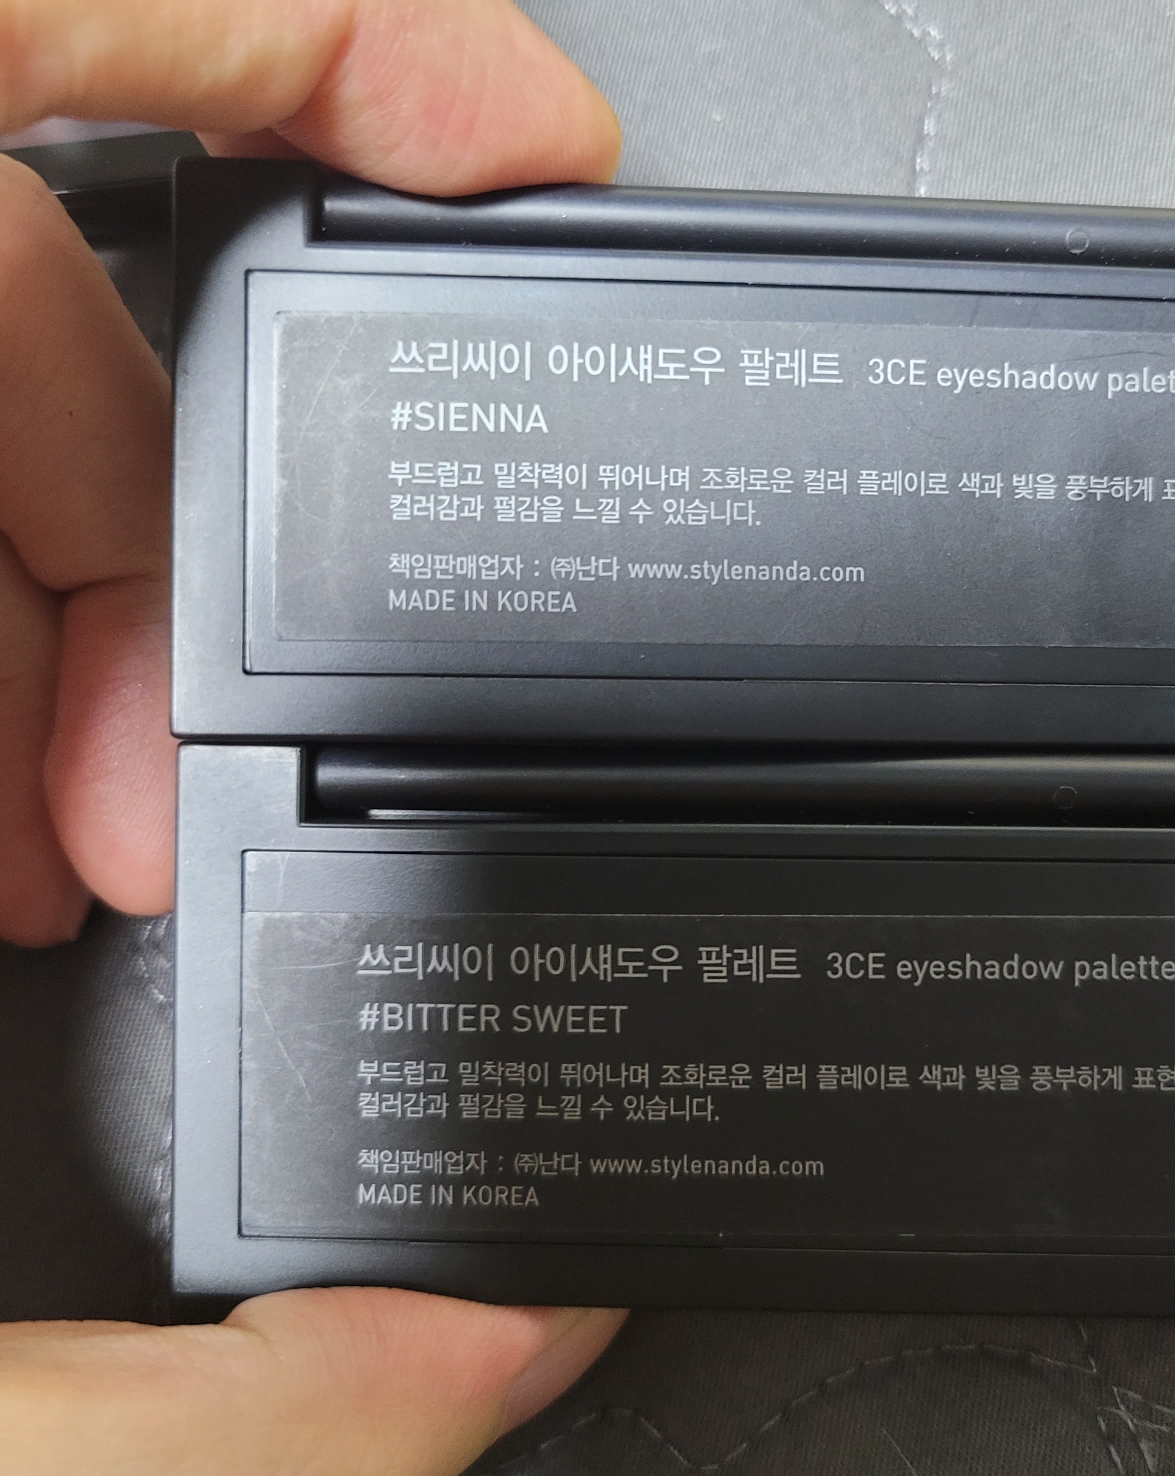 쓰리씨이 아이섀도우 팔레트 3CE eyeshadow palet
#SIENNA
부드럽고 밀착력이 뛰어나며 조화로운 컬러 플레이로 색과 빛을 풍부하게
컬러감과 펄감을 느낄 수 있습니다.
책임판매업자 : ㈜난다 www.stylenanda.com
MADE IN KOREA
쓰리씨이 아이섀도우 팔레트 3CE eyeshadow palette
#BITTER SWEET
부드럽고 밀착력이 뛰어나며 조화로운 컬러 플레이로 색과 빛을 풍부하게 표현
컬러감과 펄감을 느낄 수 있습니다.
책임판매업자 : ㈜난다 www.stylenanda.com
MADE IN KOREA